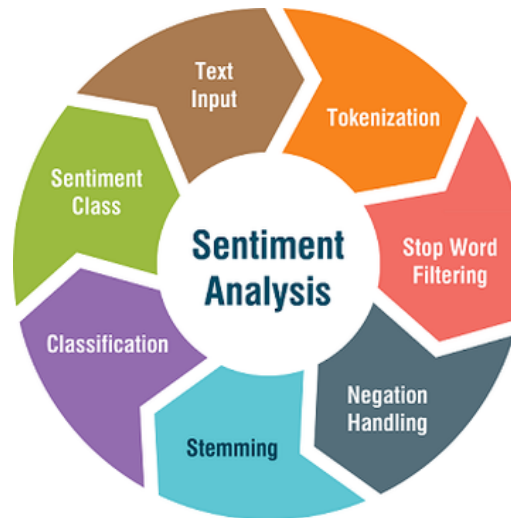 Text
Input
Tokenization
Stop Word
Filtering
Negation
Handling
Stemming
Classification
Sentiment
Class
Sentiment
Analysis